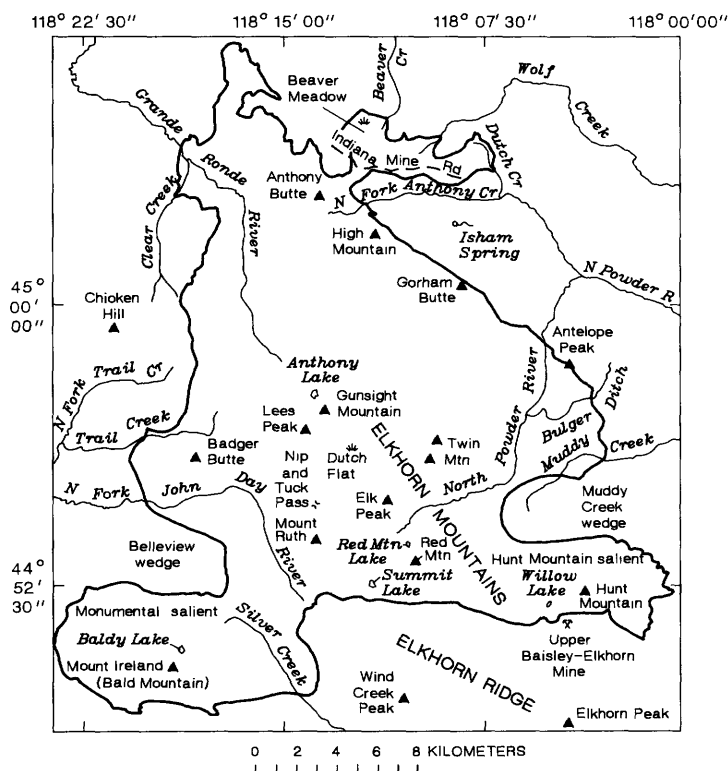 118° 22' 30"
118° 15' 00"
118° 07' 30"
118° 00' 00"
Beaver
Cr
Beaver
Meadow
Wolf
Creek
Grande
Ronde
River
Indiana Mine Rd
Dutch Cr
Anthony
Butte
N Fork Anthony Cr
Clear Creek
High
Mountain
Isham
Spring
N Powder R
45°
00'
00"
Chioken
Hill
Gorham
Butte
Antelope
Peak
N Fork Trail Cr
Anthony
Lake
Gunsight
Mountain
River
Ditch
Trail Creek
Lees
Peak
Powder
Bulger
Muddy Creek
Badger
Butte
Nip
and
Tuck
Pass
Dutch
Flat
ELKHORN MOUNTAINS
Twin
Mtn
North
N Fork John Day
River
Elk
Peak
Muddy
Creek
wedge
Mount
Ruth
Belleview
wedge
Red Mtn
Lake
Red
Mtn
Hunt Mountain salient
44°
52'
30"
Summit
Lake
Willow
Lake
Hunt
Mountain
Monumental salient
Silver
Creek
Baldy Lake
Upper
Baisley-Elkhorn
Mine
Mount Ireland
(Bald Mountain)
ELKHORN RIDGE
Wind
Creek
Peak
Elkhorn Peak
0 2 4 6 8 KILOMETERS